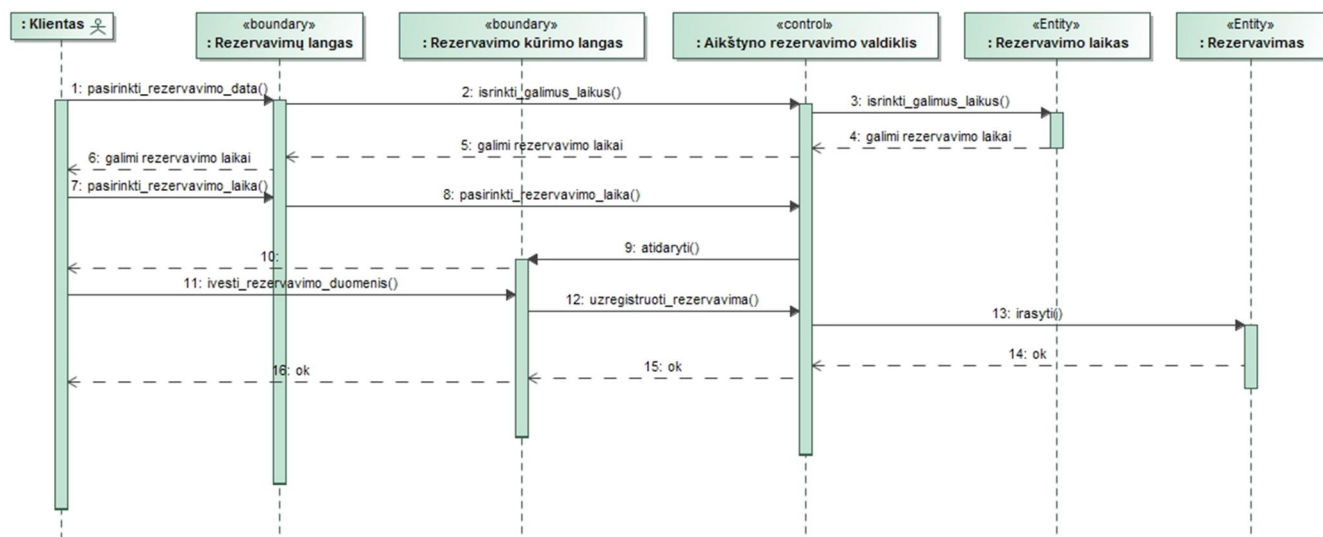 : Klientas
«boundary»
: Rezervavimų langas
«boundary»
: Rezervavimo kūrimo langas
«control»
: Aikštyno rezervavimo valdiklis
«Entity»
: Rezervavimo laikas
«Entity»
: Rezervavimas
1: pasirinkti_rezervavimo_data()
2: isrinkti_galimus_laikus()
3: isrinkti_galimus_laikus()
4: galimi rezervavimo laikai
5: galimi rezervavimo laikai
6: galimi rezervavimo laikai
7: pasirinkti_rezervavimo_laika()
8: pasirinkti_rezervavimo_laika()
9: atidaryti()
10:
11: ivesti_rezervavimo_duomenis()
12: uzregistruoti_rezervavima()
13: irasyti()
14: ok
15: ok
16: ok